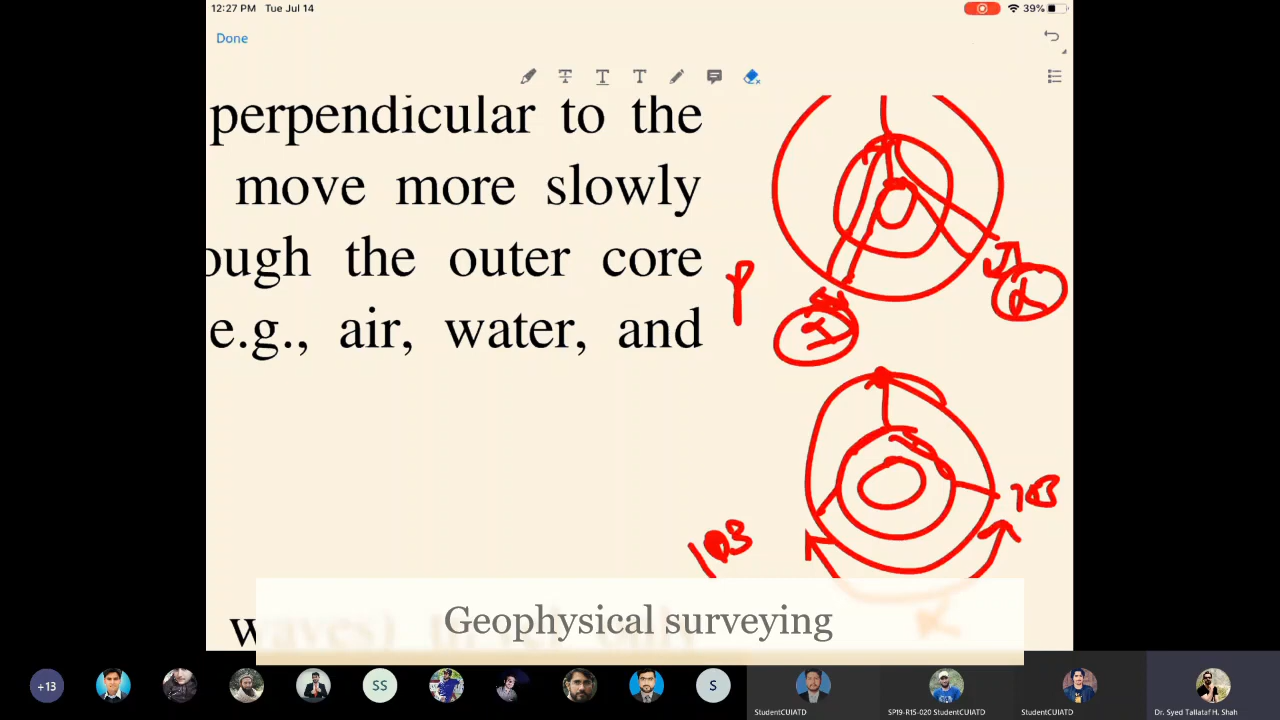 12:27 PM Tue Jul 14
39%
Done
perpendicular to the
move more slowly
ough the outer core
e.g., air, water, and
P
103
103
Geophysical surveying
+13
SS
S
StudentCUIATD
SP19-R15-020 StudentCUIATD
StudentCUIATD
Dr. Syed Tallataf H. Shah